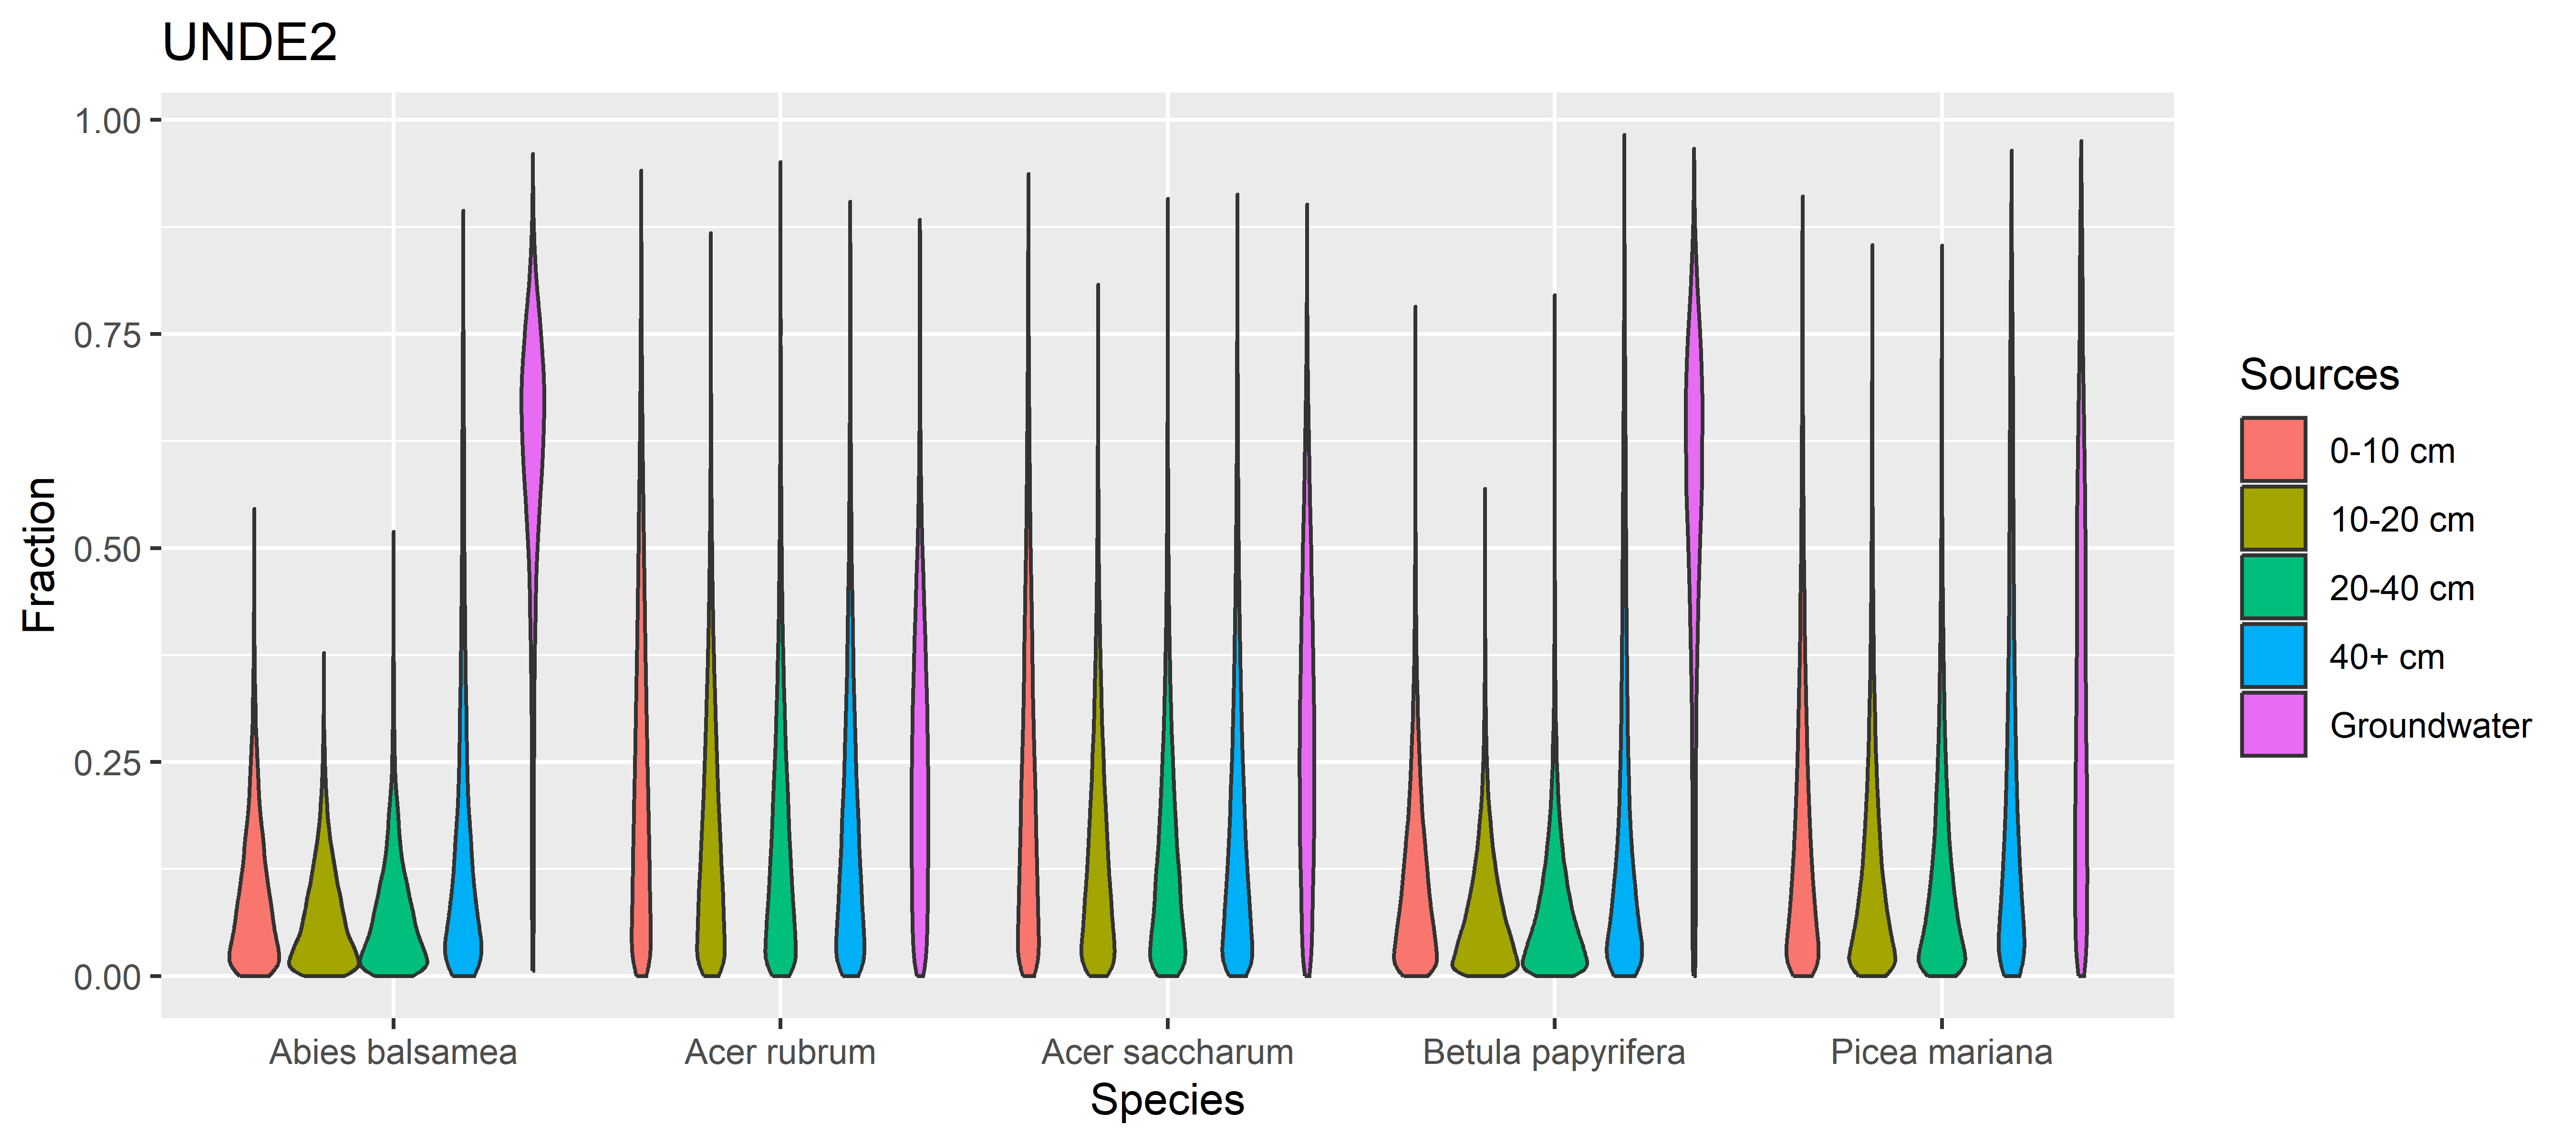 UNDE2
1.00
0.75
0.50
0.25
0.00
Fraction
Abies balsamea
Acer rubrum
Acer saccharum
Betula papyrifera
Picea mariana
Species
Sources
0-10 cm
10-20 cm
20-40 cm
40+ cm
Groundwater